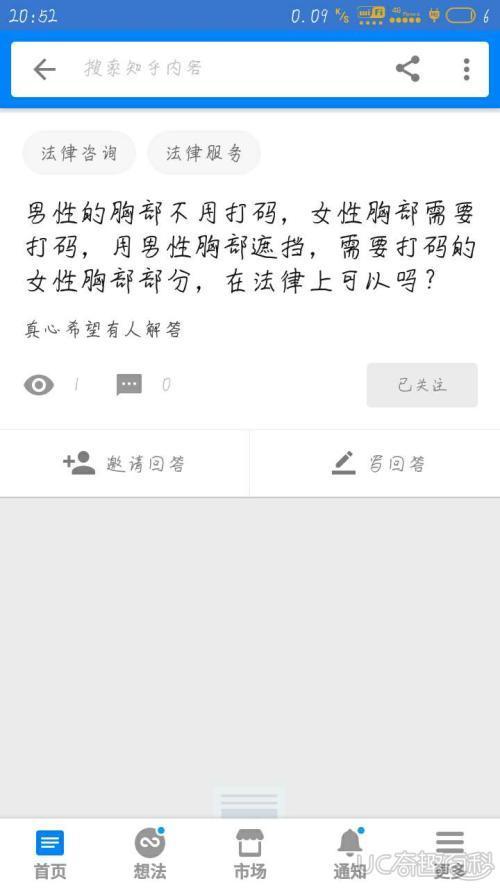 20:52
0.09 K/s
WiFi
4G
6
搜索知乎内容
法律咨询
法律服务
男性的胸部不用打码，女性胸部需要
打码，用男性胸部遮挡，需要打码的
女性胸部部分，在法律上可以吗？
真心希望有人解答
1
0
已关注
邀请回答
写回答
首页
想法
市场
通知
更多
UC奇趣百科